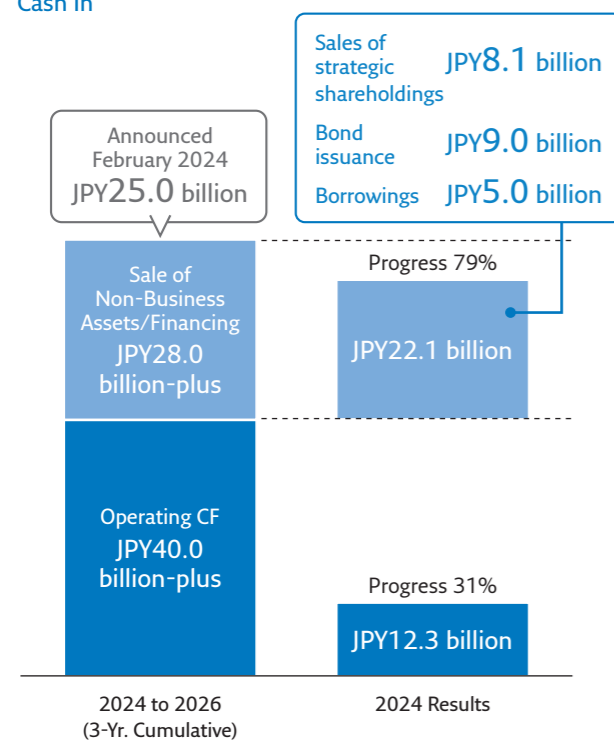 Cash In
Sales of
strategic
shareholdings
JPY8.1 billion
Bond
issuance
JPY9.0 billion
Borrowings
JPY5.0 billion
Announced
February 2024
JPY25.0 billion
Sale of
Non-Business
Assets/Financing
JPY28.0
billion-plus
Progress 79%
JPY22.1 billion
Operating CF
JPY40.0
billion-plus
Progress 31%
JPY12.3 billion
2024 to 2026
(3-Yr. Cumulative)
2024 Results